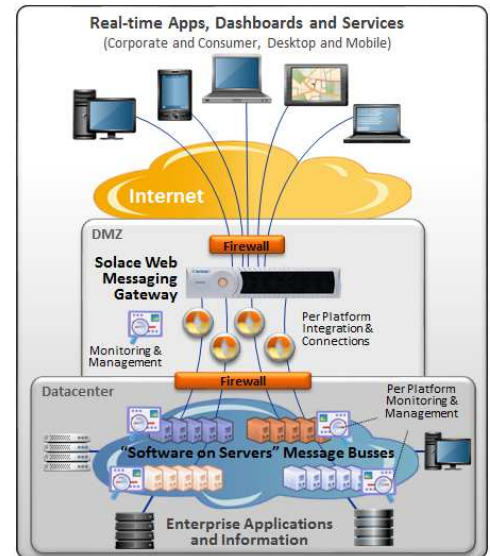 Real-time Apps, Dashboards and Services
(Corporate and Consumer, Desktop and Mobile)
Internet
DMZ
Firewall
Solace Web
Messaging
Gateway
Per Platform
Integration &
Connections
Monitoring &
Management
Firewall
Datacenter
Per Platform
Monitoring &
Management
"Software on Servers" Message Busses
Enterprise Applications
and Information